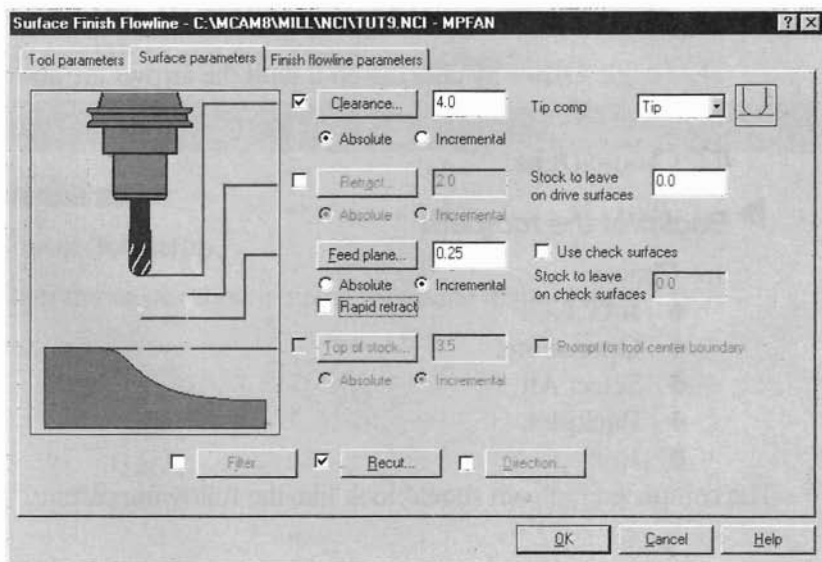 Surface Finish Flowline - C:\MCAM8\MILL\NCI\TUT9.NCI - MPFAN
Tool parameters
Surface parameters
Finish flowline parameters
Clearance...
4.0
Tip comp
Tip
Absolute
Incremental
Retract...
2.0
Stock to leave
on drive surfaces
0.0
Absolute
Incremental
Feed plane...
0.25
Use check surfaces
Absolute
Incremental
Stock to leave
on check surfaces
0.0
Rapid retract
Top of stock...
3.5
Prompt for tool center boundary
Absolute
Incremental
Filter...
Recut...
Direction...
OK
Cancel
Help